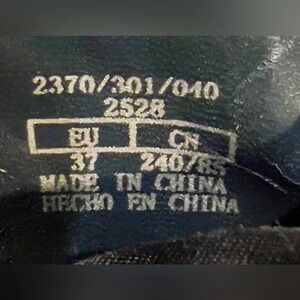 2370/301/040
2528
EU CN
37 240/85
MADE IN CHINA
HECHO EN CHINA